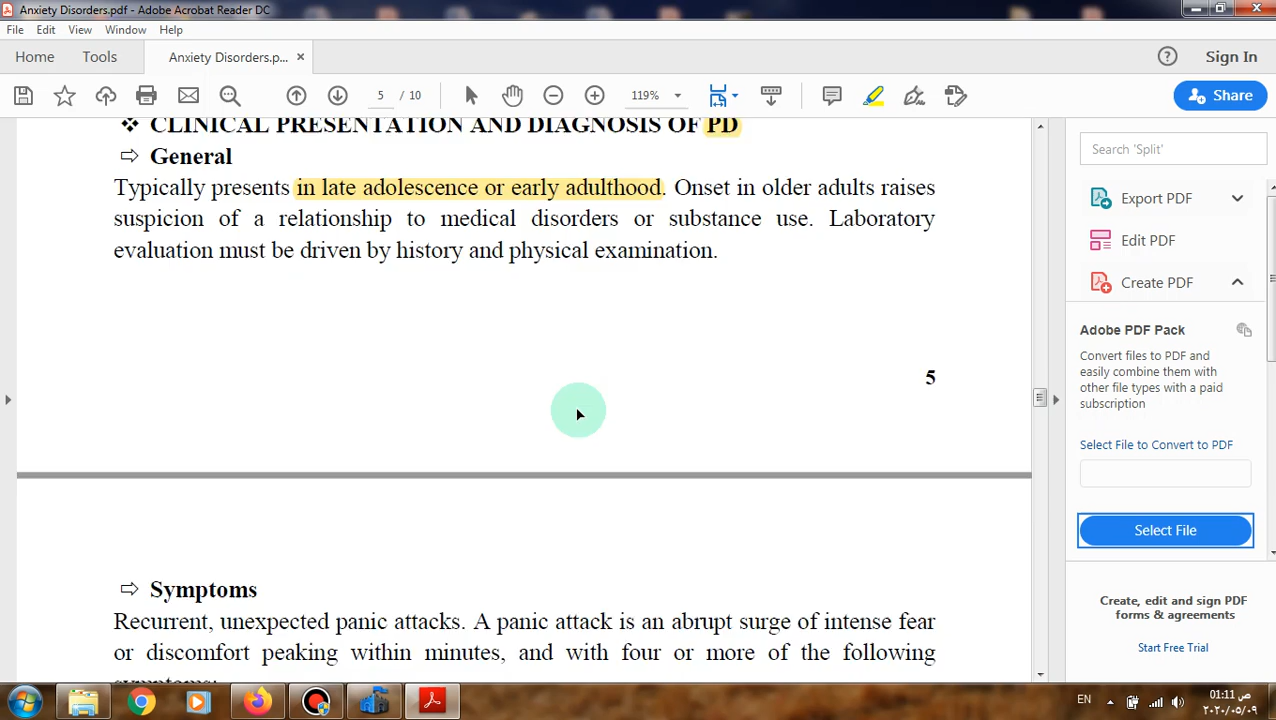 Anxiety Disorders.pdf - Adobe Acrobat Reader DC
File Edit View Window Help
Home Tools Anxiety Disorders.p... Sign In
5 / 10 119% Share
❖ CLINICAL PRESENTATION AND DIAGNOSIS OF PD
⇨ General
Typically presents in late adolescence or early adulthood. Onset in older adults raises
suspicion of a relationship to medical disorders or substance use. Laboratory
evaluation must be driven by history and physical examination.
5
⇨ Symptoms
Recurrent, unexpected panic attacks. A panic attack is an abrupt surge of intense fear
or discomfort peaking within minutes, and with four or more of the following
symptoms:
Search 'Split'
Export PDF
Edit PDF
Create PDF
Adobe PDF Pack
Convert files to PDF and
easily combine them with
other file types with a paid
subscription
Select File to Convert to PDF
Select File
Create, edit and sign PDF
forms & agreements
Start Free Trial
EN
01:11 ص
٢٠٢٠/٠٥/٠٩